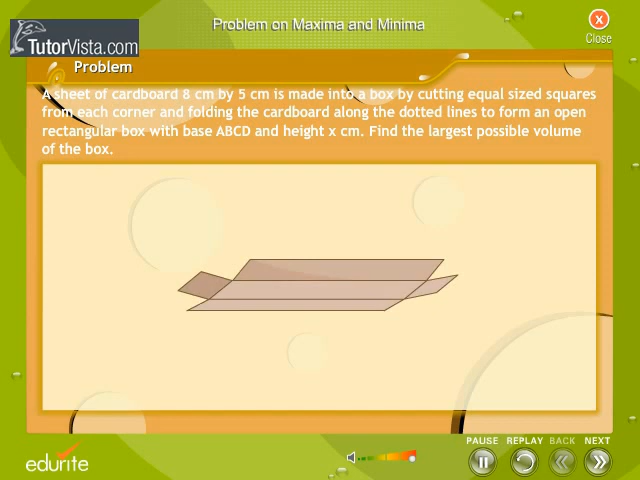 Problem on Maxima and Minima
X
Close
TutorVista.com
Problem
A sheet of cardboard 8 cm by 5 cm is made into a box by cutting equal sized squares
from each corner and folding the cardboard along the dotted lines to form an open
rectangular box with base ABCD and height x cm. Find the largest possible volume
of the box.
PAUSE REPLAY BACK NEXT
edurite